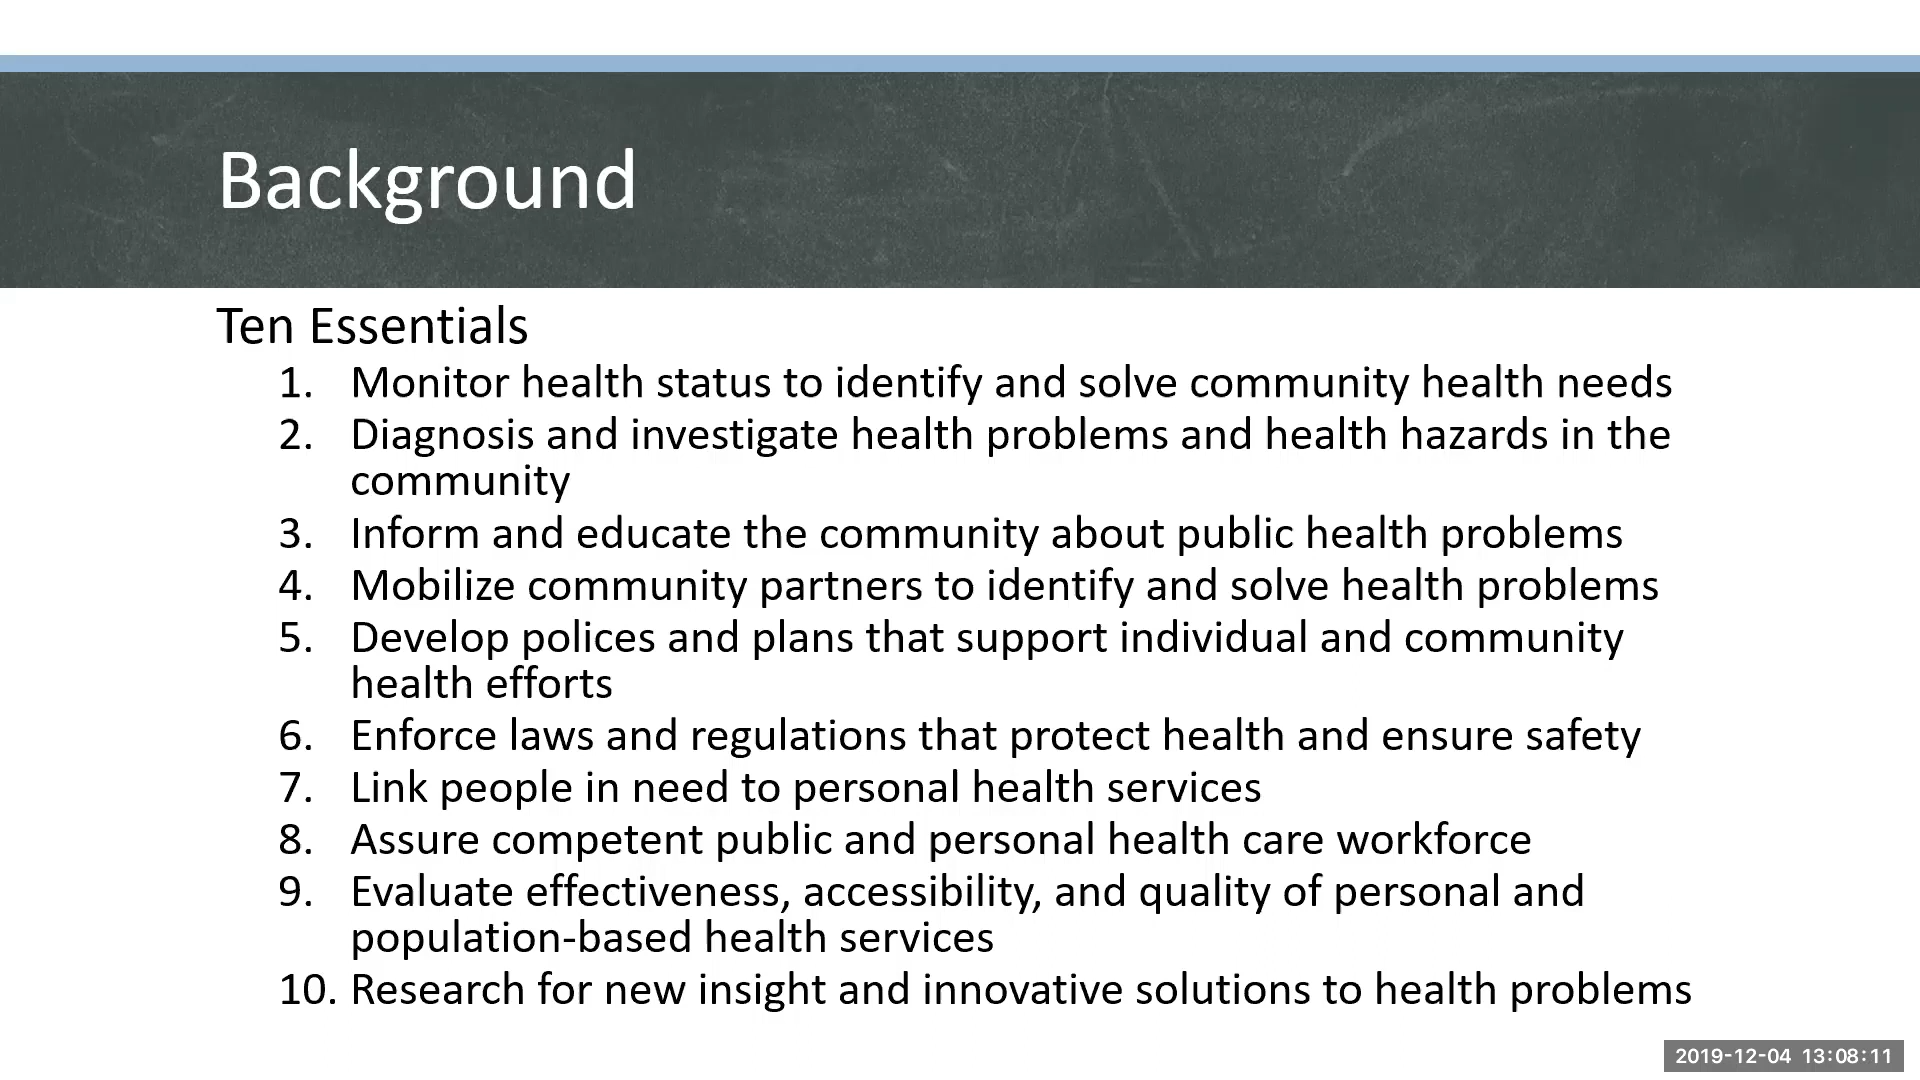 Background
Ten Essentials
1. Monitor health status to identify and solve community health needs
2. Diagnosis and investigate health problems and health hazards in the
community
3. Inform and educate the community about public health problems
4. Mobilize community partners to identify and solve health problems
5. Develop polices and plans that support individual and community
health efforts
6. Enforce laws and regulations that protect health and ensure safety
7. Link people in need to personal health services
8. Assure competent public and personal health care workforce
9. Evaluate effectiveness, accessibility, and quality of personal and
population-based health services
10. Research for new insight and innovative solutions to health problems
2019-12-04 13:08:11